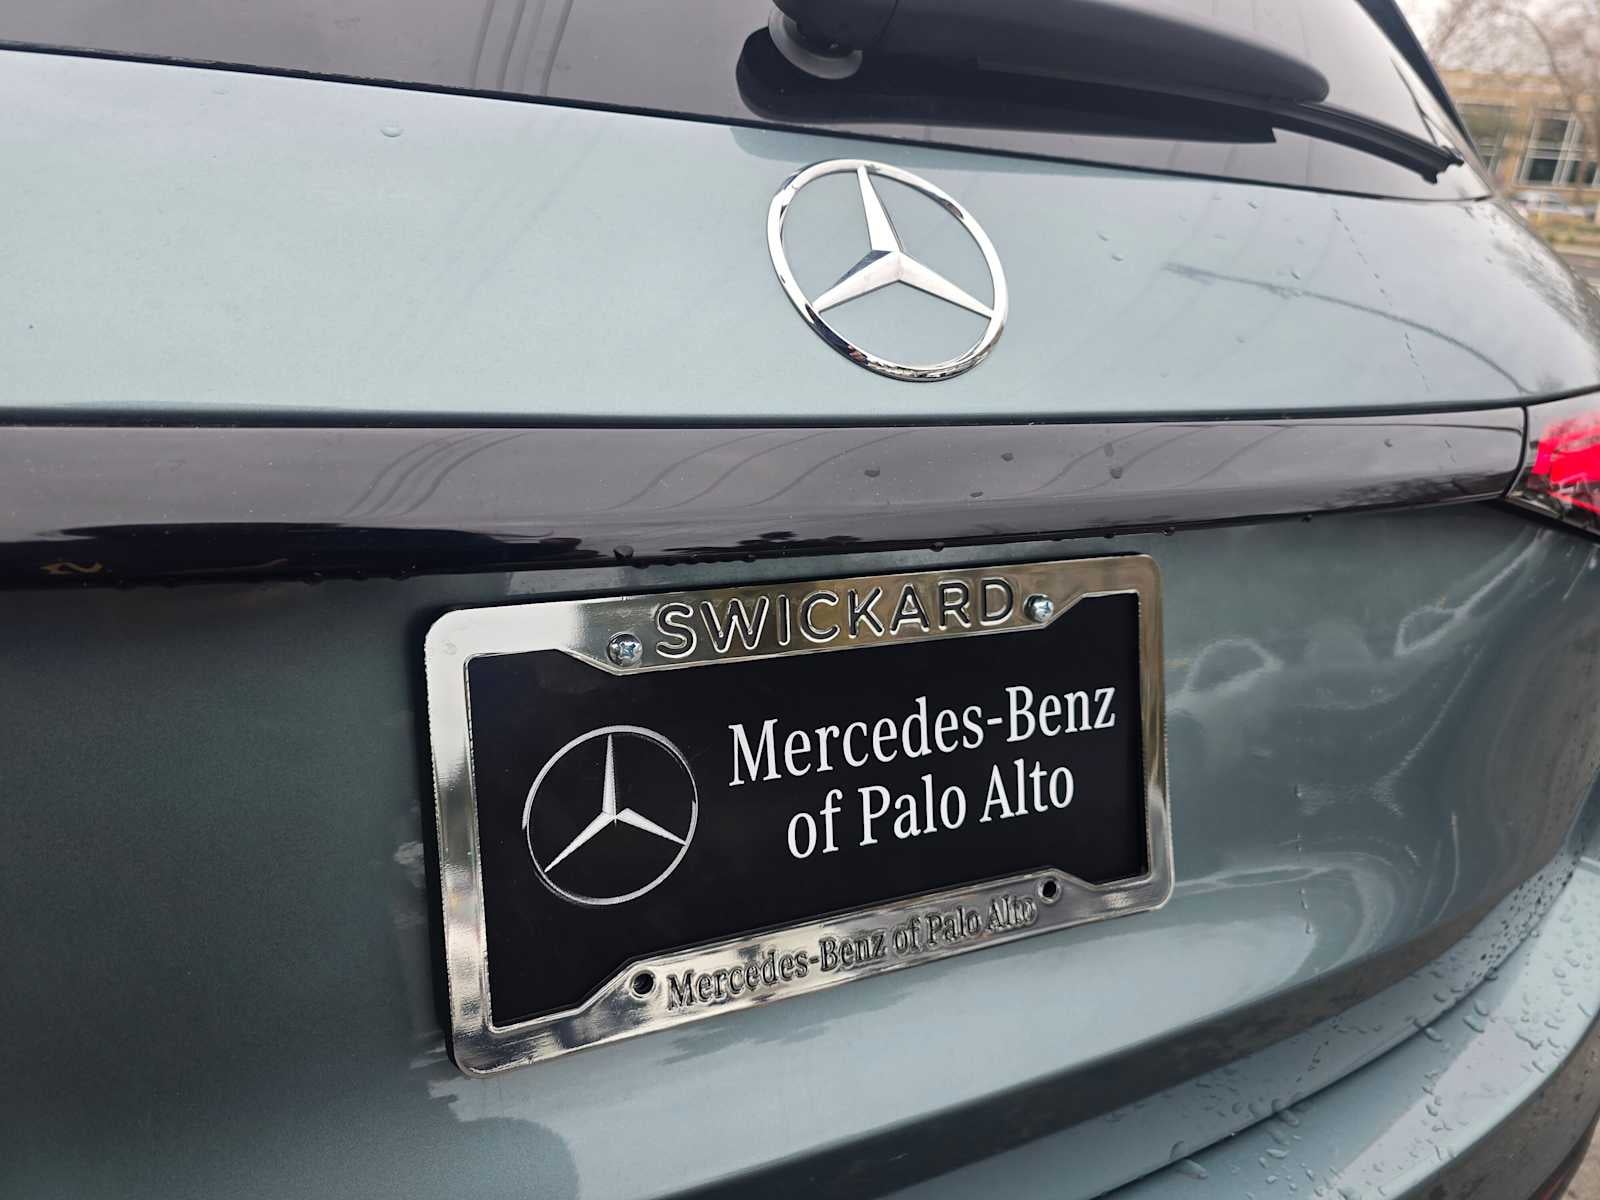 SWICKARD
Mercedes-Benz
of Palo Alto
Mercedes-Benz of Palo Alto